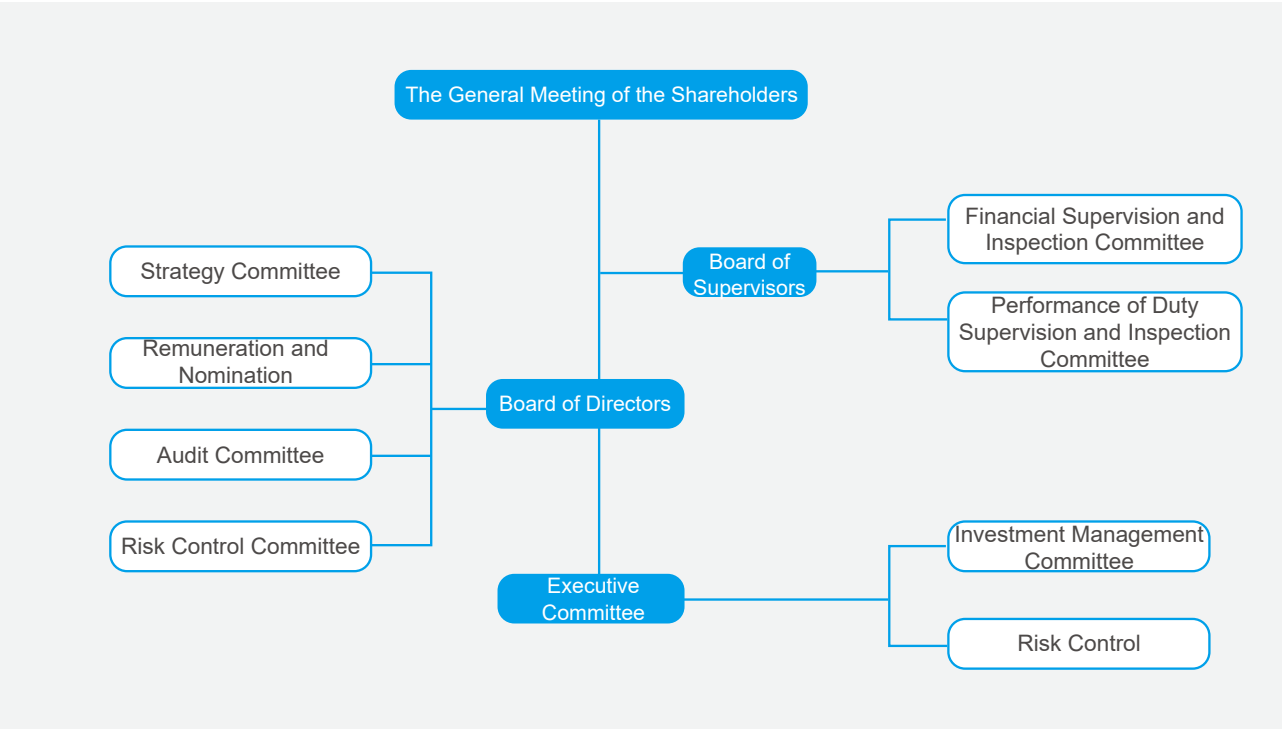 The General Meeting of the Shareholders
Financial Supervision and
Inspection Committee
Board of
Supervisors
Strategy Committee
Performance of Duty
Supervision and Inspection
Committee
Remuneration and
Nomination
Board of Directors
Audit Committee
Risk Control Committee
Investment Management
Committee
Executive
Committee
Risk Control